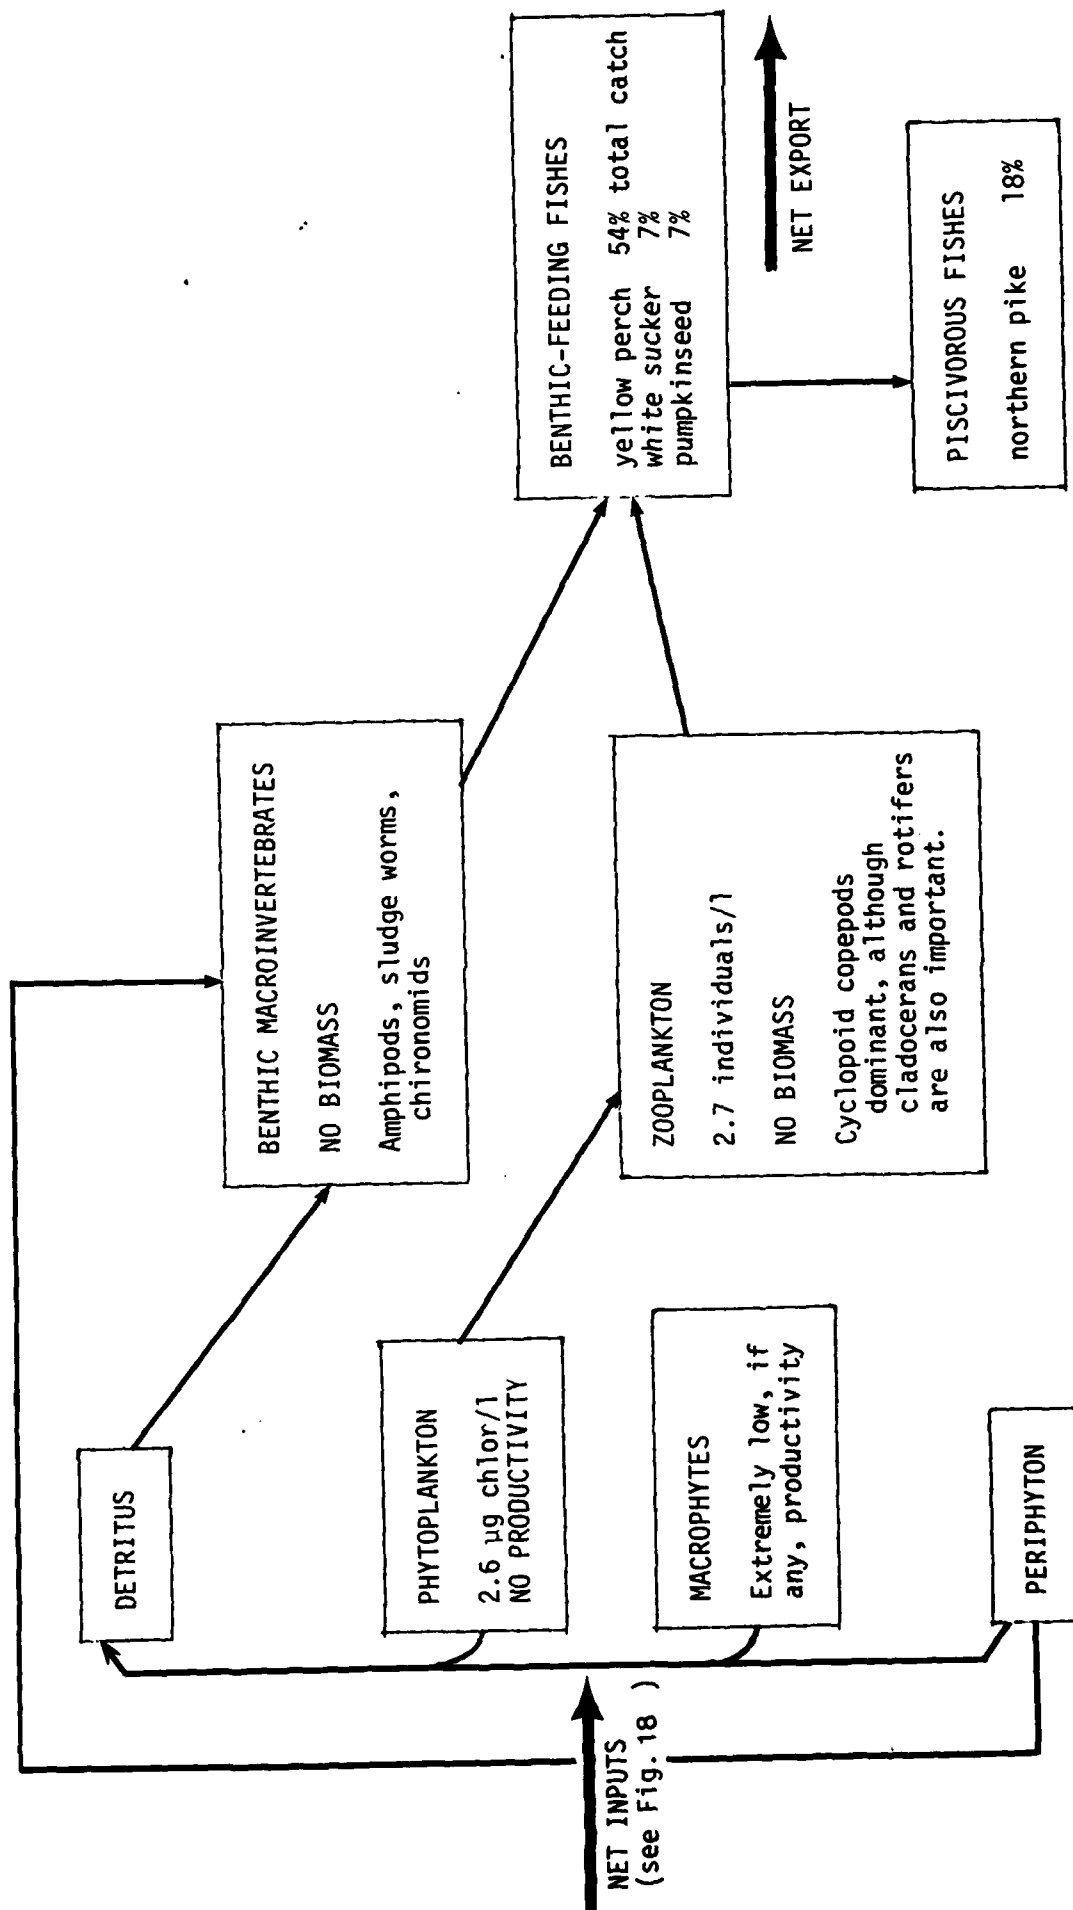 DETRITUS
PHYTOPLANKTON
2.6 µg chlor/l
NO PRODUCTIVITY
MACROPHYTES
Extremely low, if
any, productivity
PERIPHYTON
NET INPUTS
(see Fig. 18 )
BENTHIC MACROINVERTEBRATES
NO BIOMASS
Amphipods, sludge worms,
chironomids
ZOOPLANKTON
2.7 individuals/l
NO BIOMASS
Cyclopoid copepods
dominant, although
cladocerans and rotifers
are also important.
BENTHIC-FEEDING FISHES
yellow perch 54% total catch
white sucker 7%
pumpkinseed 7%
NET EXPORT
PISCIVOROUS FISHES
northern pike 18%